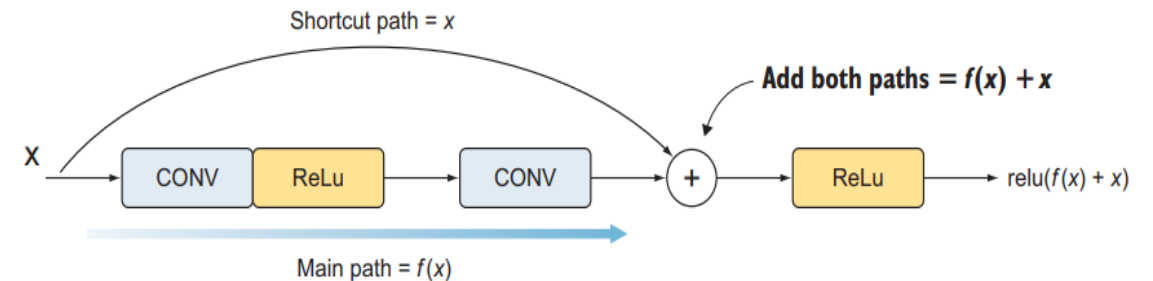 Shortcut path = x
Add both paths = f(x) + x
X
CONV
ReLu
CONV
+
ReLu
relu(f(x) + x)
Main path = f(x)